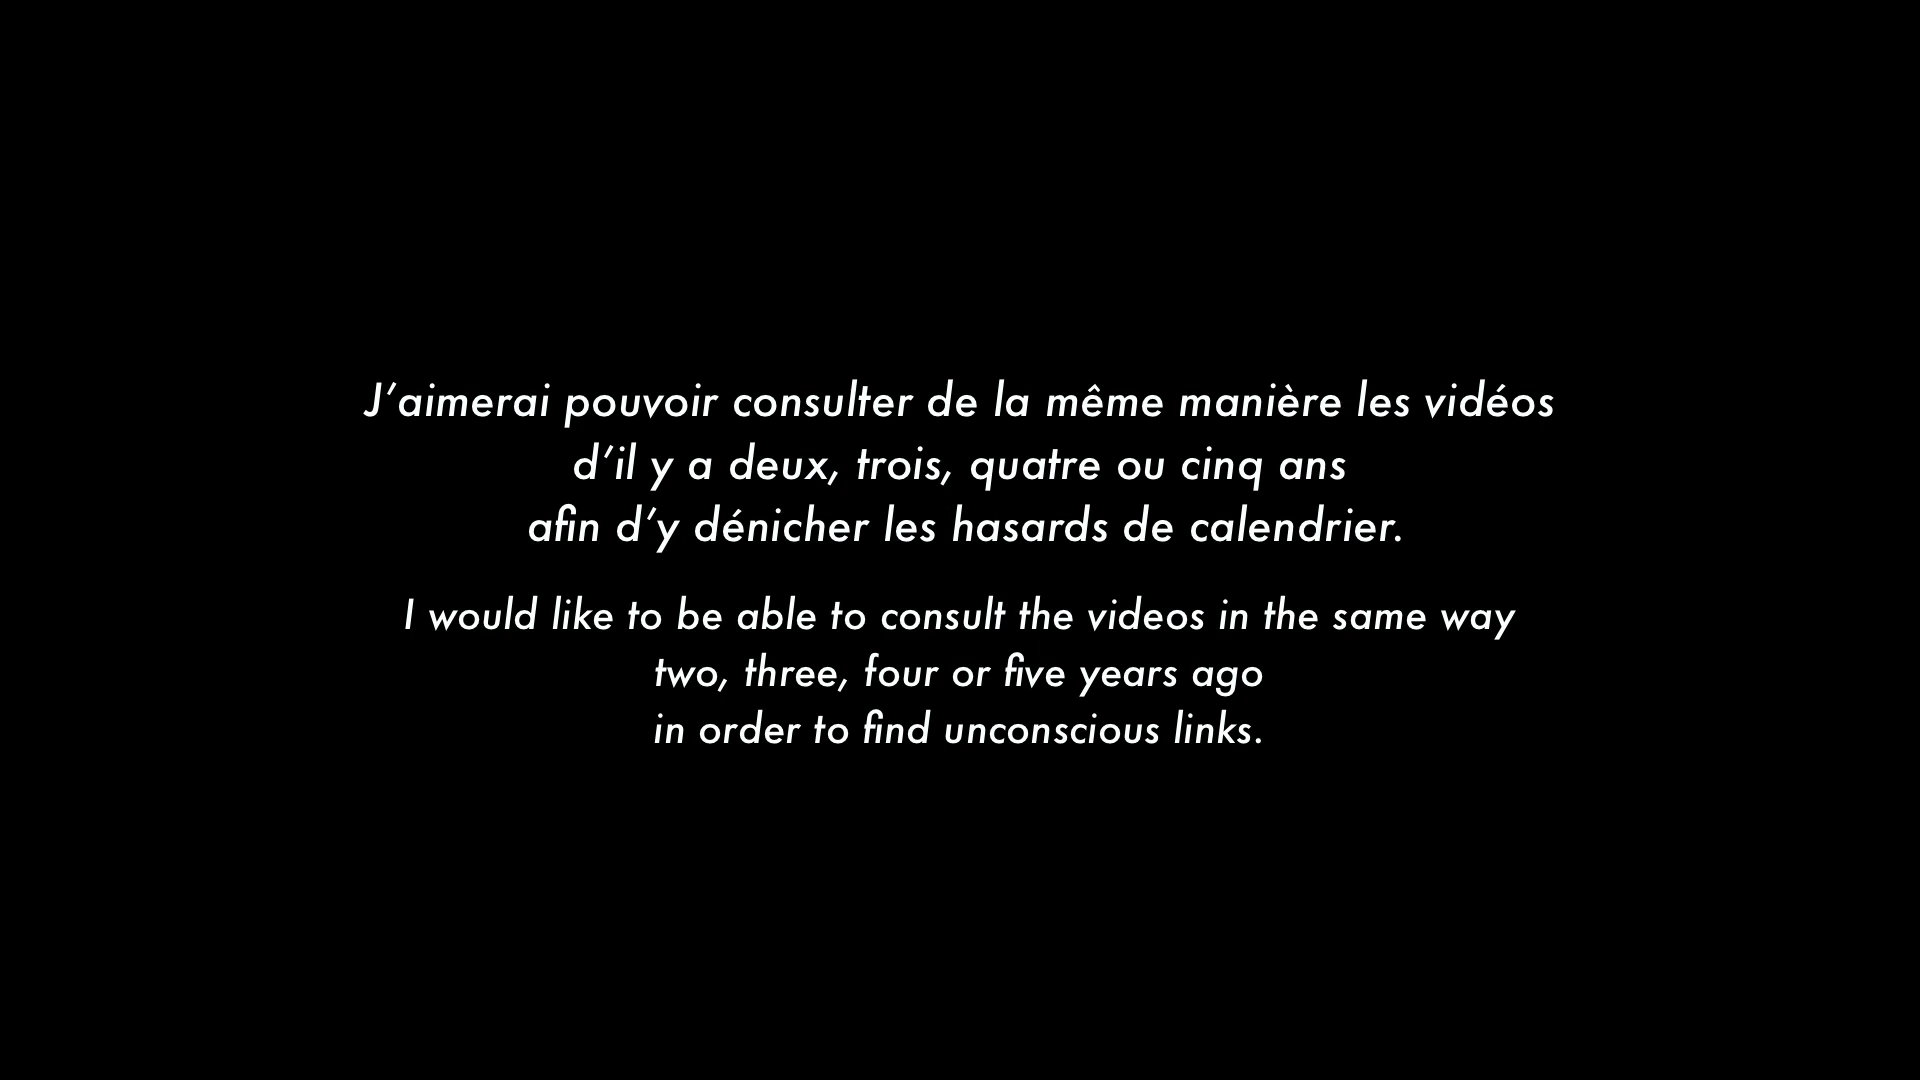 J’aimerai pouvoir consulter de la même manière les vidéos
d’il y a deux, trois, quatre ou cinq ans
afin d’y dénicher les hasards de calendrier.
I would like to be able to consult the videos in the same way
two, three, four or five years ago
in order to find unconscious links.